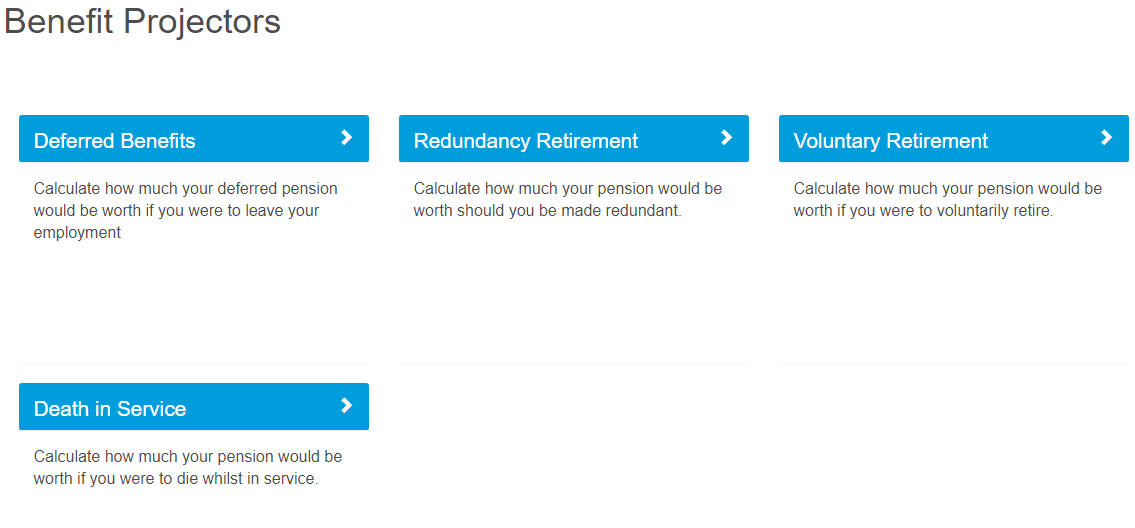 Benefit Projectors
Deferred Benefits
Calculate how much your deferred pension
would be worth if you were to leave your
employment
Redundancy Retirement
Calculate how much your pension would be
worth should you be made redundant.
Voluntary Retirement
Calculate how much your pension would be
worth if you were to voluntarily retire.
Death in Service
Calculate how much your pension would be
worth if you were to die whilst in service.